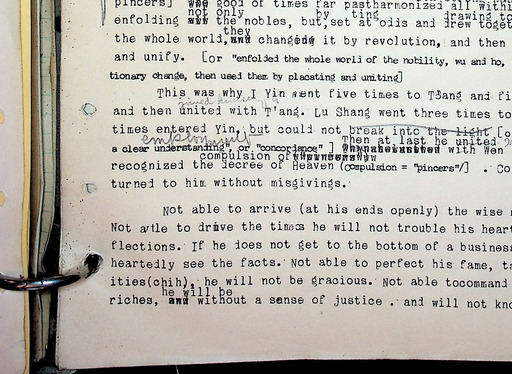 pincers] the good of times far past harmonized all within
not only by ting drawing to
enfolding the nobles, but, set at odds and drew together
they
the whole world, and changing it by revolution, and then
and unify. [or "enfolded the whole world of the nobility, wu and ho,
tionary change, then used them by placating and uniting]
This was why I Yin went five times to T'ang and fi
joined himself
and then united with T'ang. Lu Shang went three times to
times entered Yin, but could not break into the light [o
Then at last he united
a clear understanding", or "concordance" ] with Wen
compulsion of
recognized the decree of Heaven (compulsion = "pincers"/] . Co
turned to him without misgivings.
Not able to arrive (at his ends openly) the wise m
Not able to drive the times he will not trouble his heart
flections. If he does not get to the bottom of a business
heartedly see the facts. Not able to perfect his fame, ta
ities(chih), he will not be gracious. Not able tocommand
he will be
riches, without a sense of justice . and will not kno